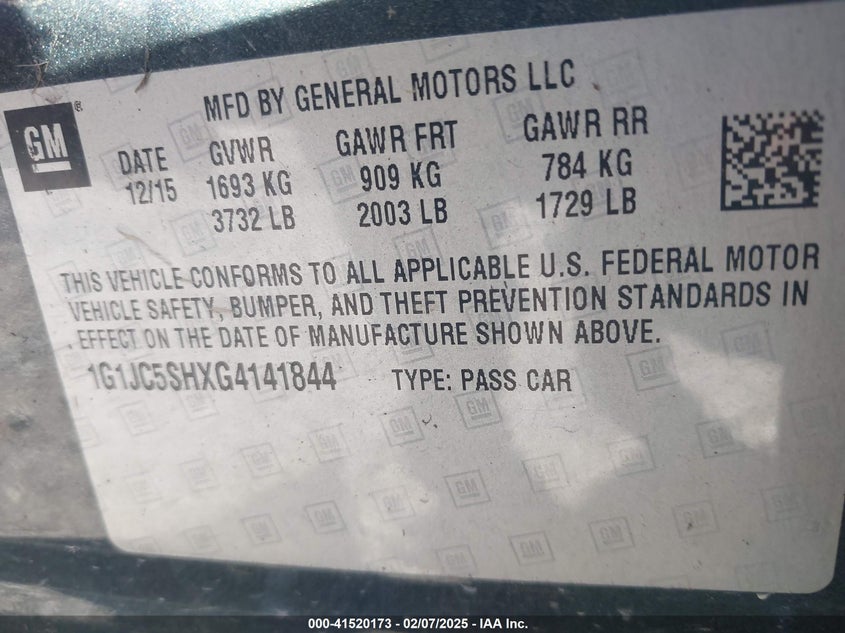 MFD BY GENERAL MOTORS LLC
GM ®
DATE GVWR GAWR FRT GAWR RR
12/15 1693 KG 909 KG 784 KG
3732 LB 2003 LB 1729 LB
THIS VEHICLE CONFORMS TO ALL APPLICABLE U.S. FEDERAL MOTOR
VEHICLE SAFETY, BUMPER, AND THEFT PREVENTION STANDARDS IN
EFFECT ON THE DATE OF MANUFACTURE SHOWN ABOVE.
1G1JC5SHXG4141844 TYPE: PASS CAR
000-41520173 - 02/07/2025 - IAA Inc.